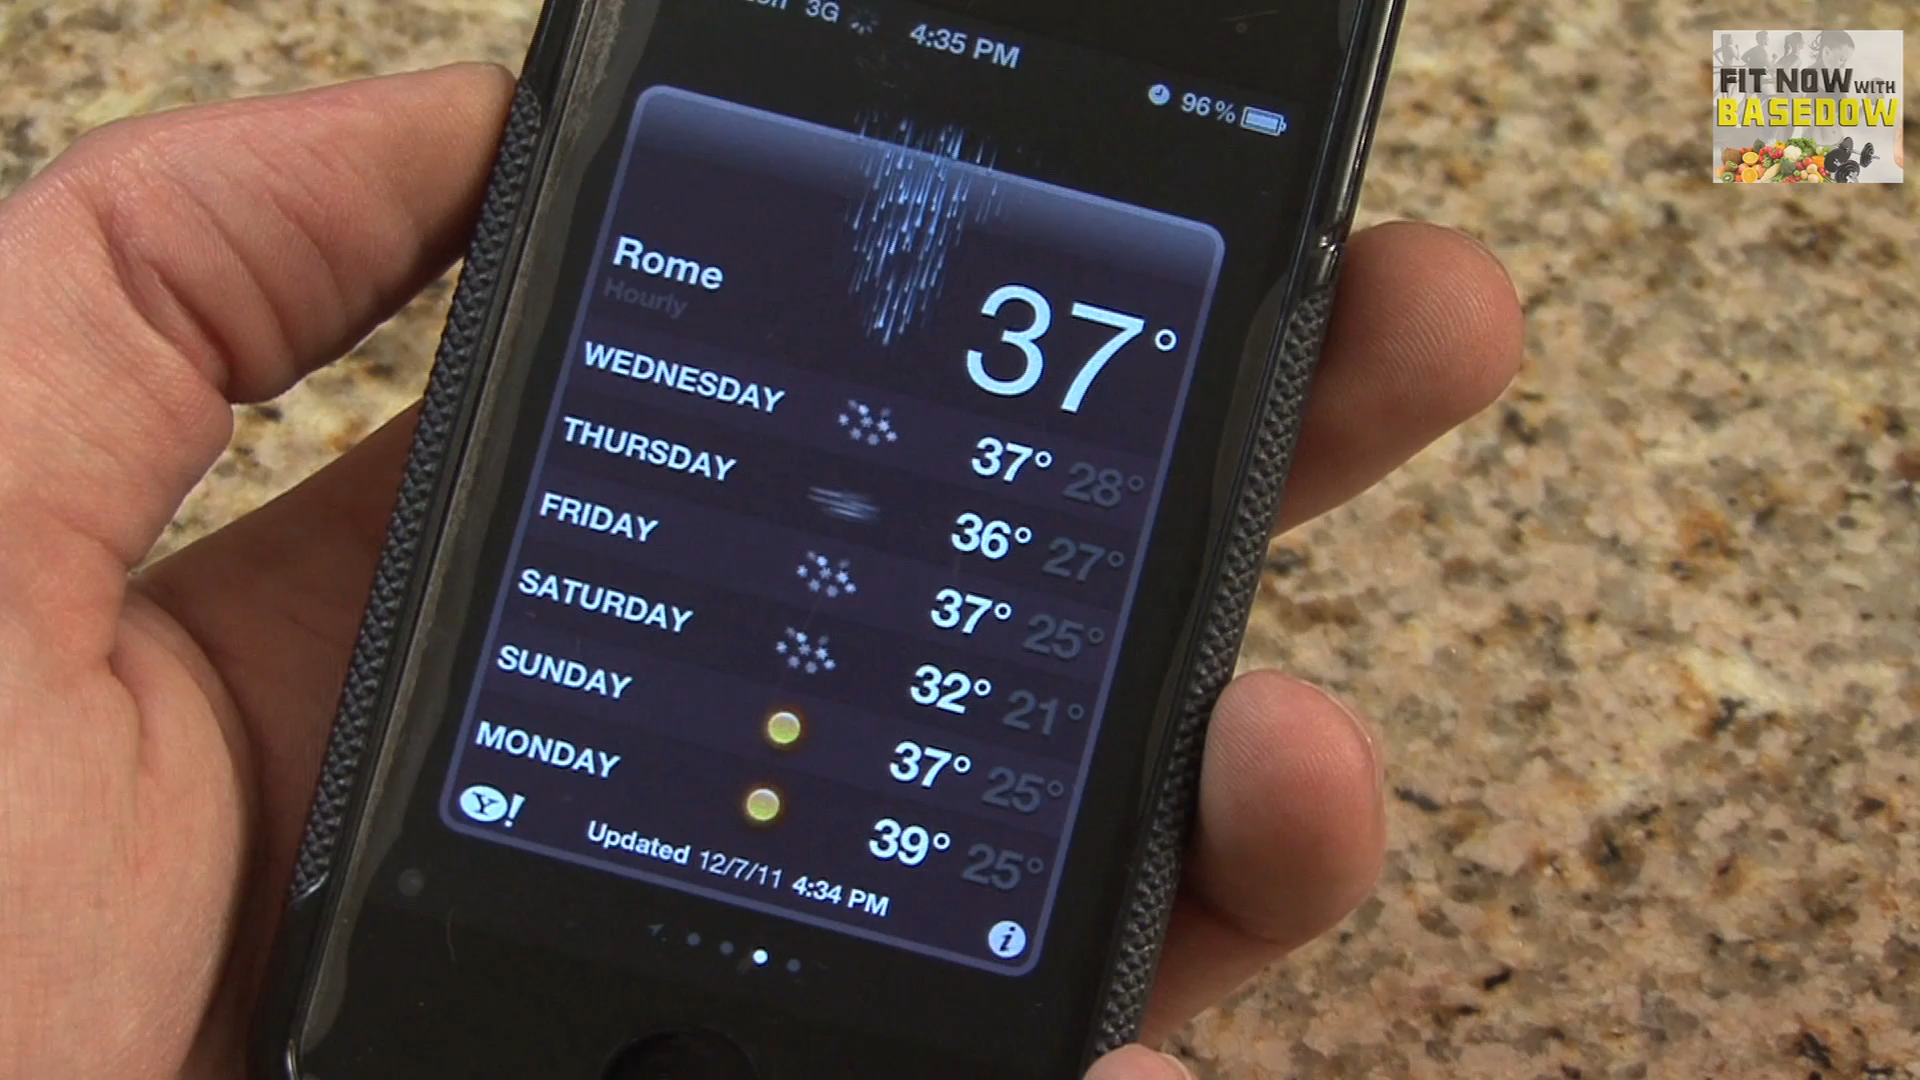 3G 4:35 PM 96%
FIT NOW WITH
BASEDOW
Rome
Hourly
37°
WEDNESDAY 37° 28°
THURSDAY 36° 27°
FRIDAY 37° 25°
SATURDAY 32° 21°
SUNDAY 37° 25°
MONDAY 39° 25°
Y! Updated 12/7/11 4:34 PM i